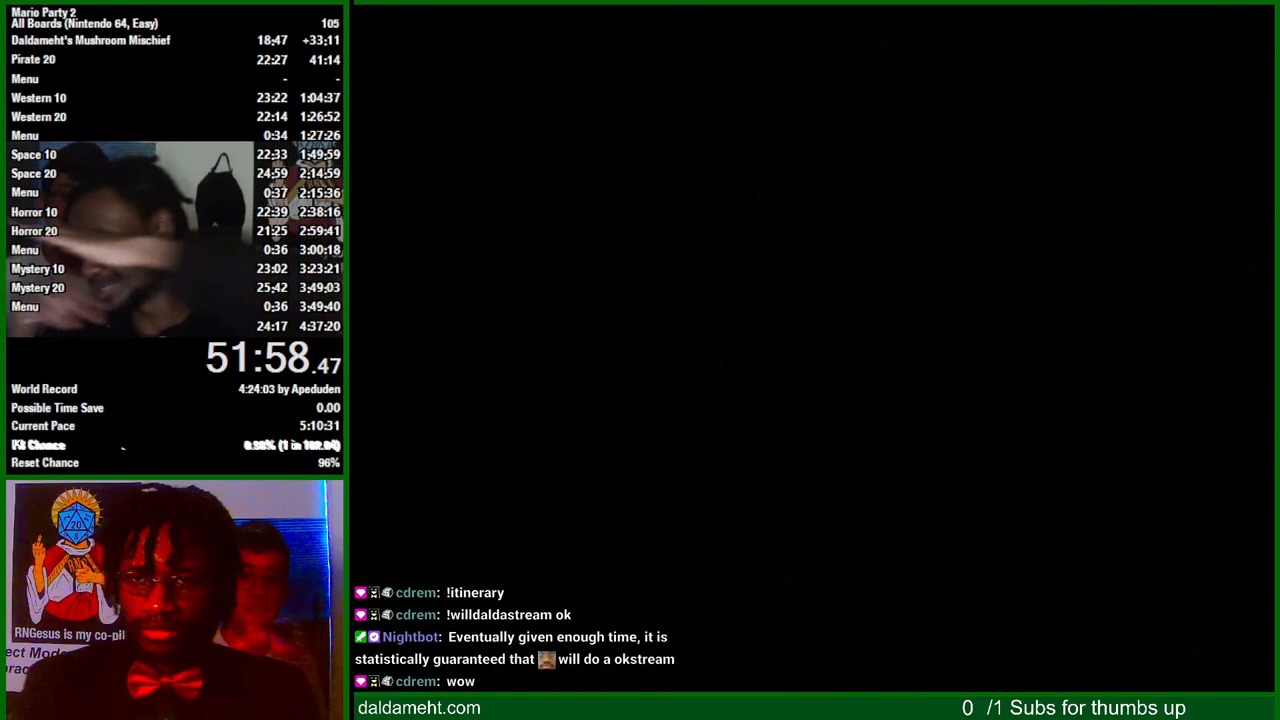 Mario Party 2
All Boards (Nintendo 64, Easy) 105
Daldameht's Mushroom Mischief 18:47 +33:11
Pirate 20 22:27 41:14
Menu - -
Western 10 23:22 1:04:37
Western 20 22:14 1:26:52
Menu 0:34 1:27:26
Space 10 22:33 1:49:59
Space 20 24:59 2:14:59
Menu 0:37 2:15:36
Horror 10 22:39 2:38:16
Horror 20 21:25 2:59:41
Menu 0:36 3:00:18
Mystery 10 23:02 3:23:21
Mystery 20 25:42 3:49:03
Menu 0:36 3:49:40
24:17 4:37:20
51:58.47
World Record 4:24:03 by Apeduden
Possible Time Save 0.00
Current Pace 5:10:31
Chance
Reset Chance 96%
20
RNGesus is my co-pil
!itinerary
cdrem: !itinerary
cdrem: !willdaldastream ok
Nightbot: Eventually given enough time, it is
statistically guaranteed that will do a okstream
cdrem: wow
daldameht.com 0 /1 Subs for thumbs up